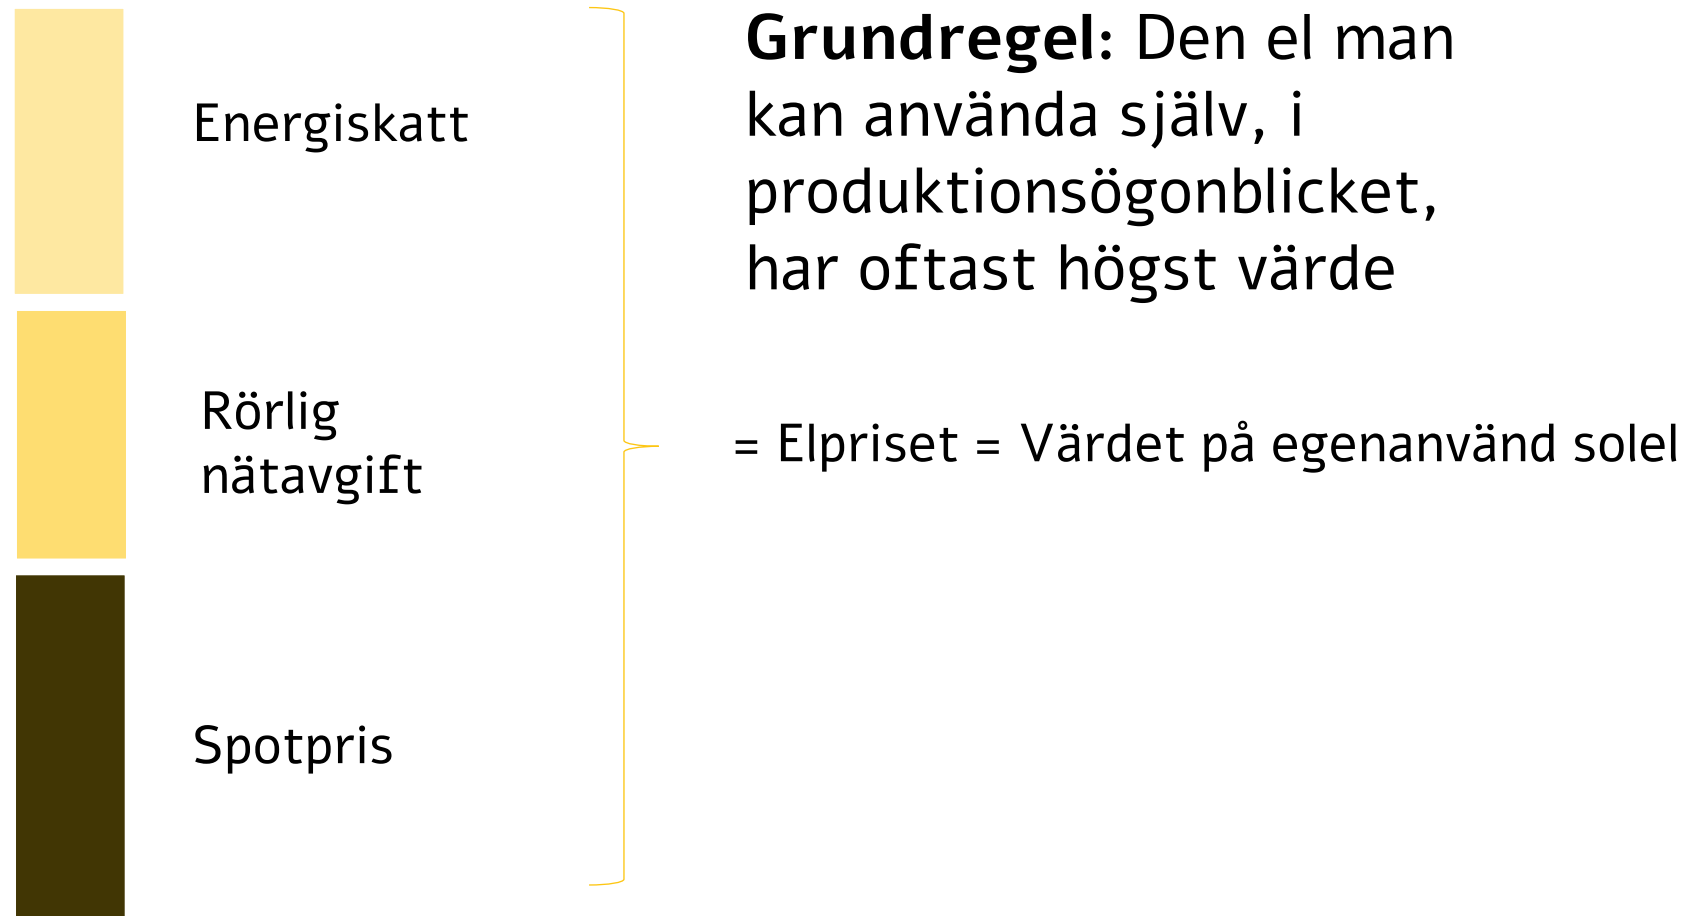 Energiskatt
Rörlig
nätavgift
Spotpris
Grundregel: Den el man
kan använda själv, i
produktionsögonblicket,
har oftast högst värde
= Elpriset = Värdet på egenanvänd solel